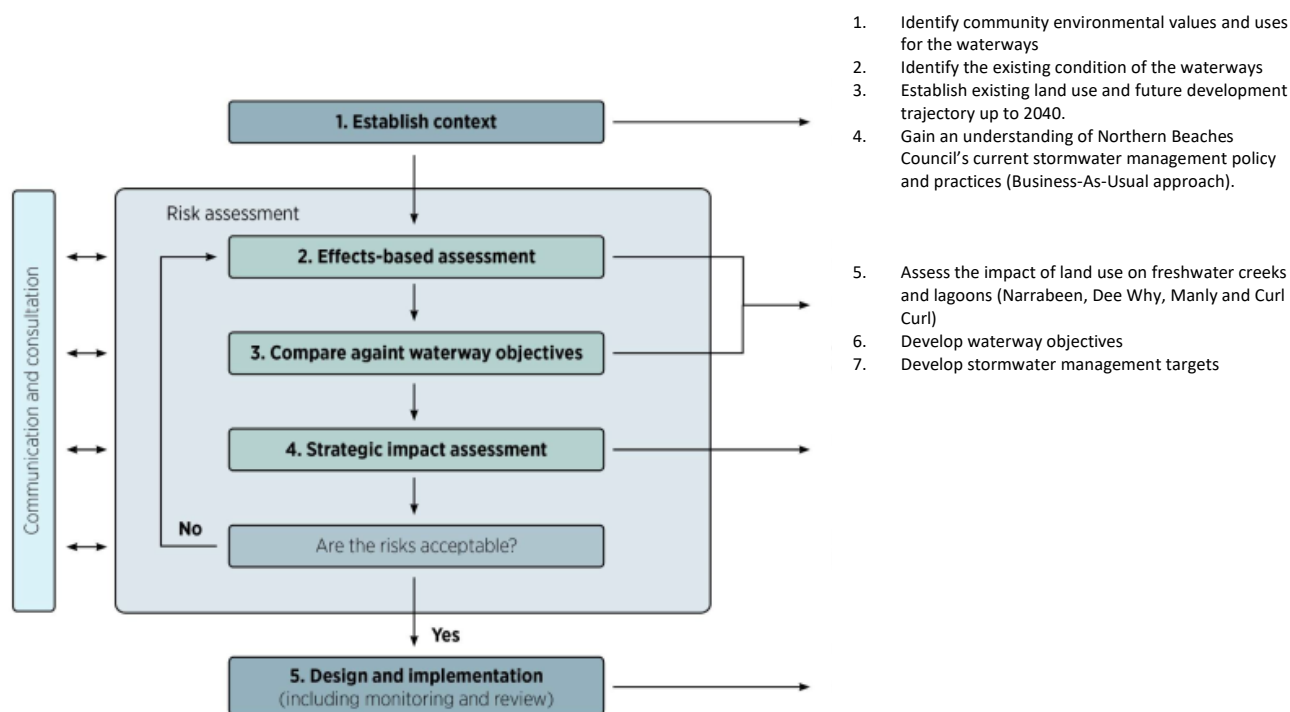 1. Establish context
Risk assessment
2. Effects-based assessment
3. Compare againt waterway objectives
4. Strategic impact assessment
No
Are the risks acceptable?
Yes
5. Design and implementation
(including monitoring and review)
Communication and consultation
1. Identify community environmental values and uses
for the waterways
2. Identify the existing condition of the waterways
3. Establish existing land use and future development
trajectory up to 2040.
4. Gain an understanding of Northern Beaches
Council’s current stormwater management policy
and practices (Business-As-Usual approach).
5. Assess the impact of land use on freshwater creeks
and lagoons (Narrabeen, Dee Why, Manly and Curl
Curl)
6. Develop waterway objectives
7. Develop stormwater management targets